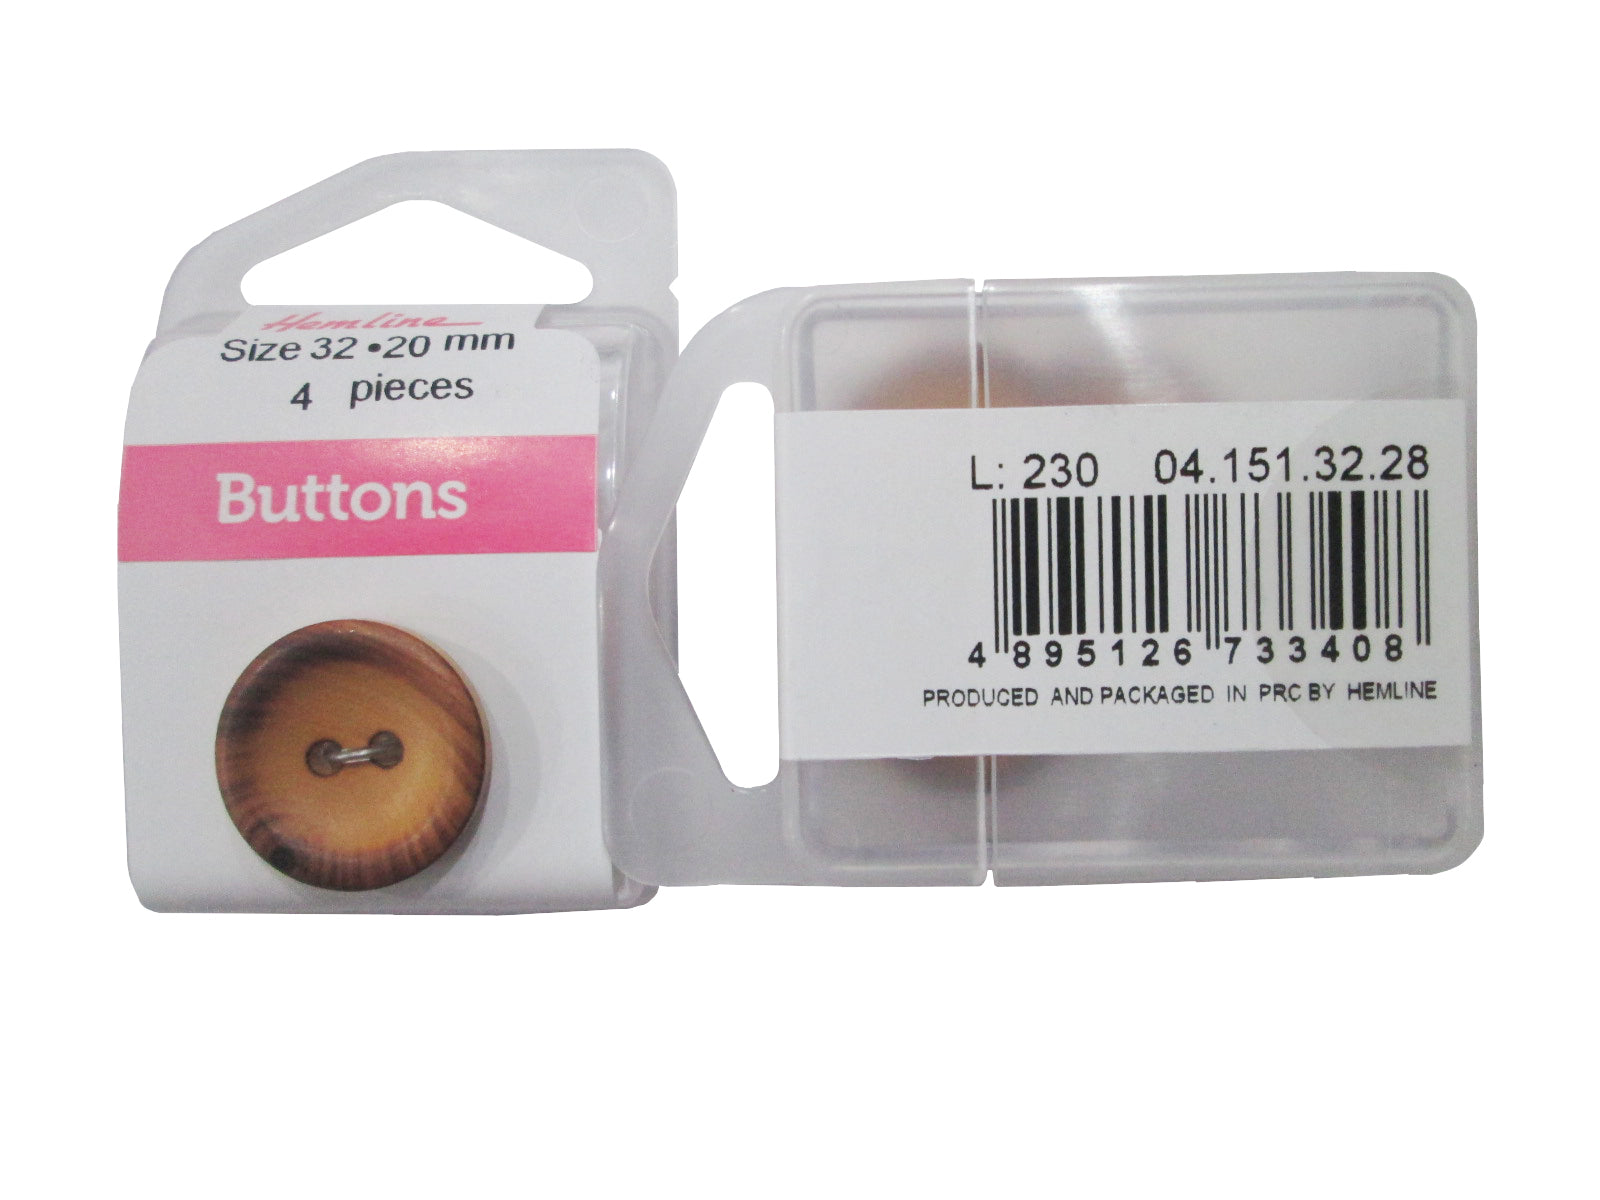 Hemline
Size 32•20 mm
4 pieces
Buttons
L: 230 04.151.32.28
4 895126 733408
PRODUCED AND PACKAGED IN PRC BY HEMLINE